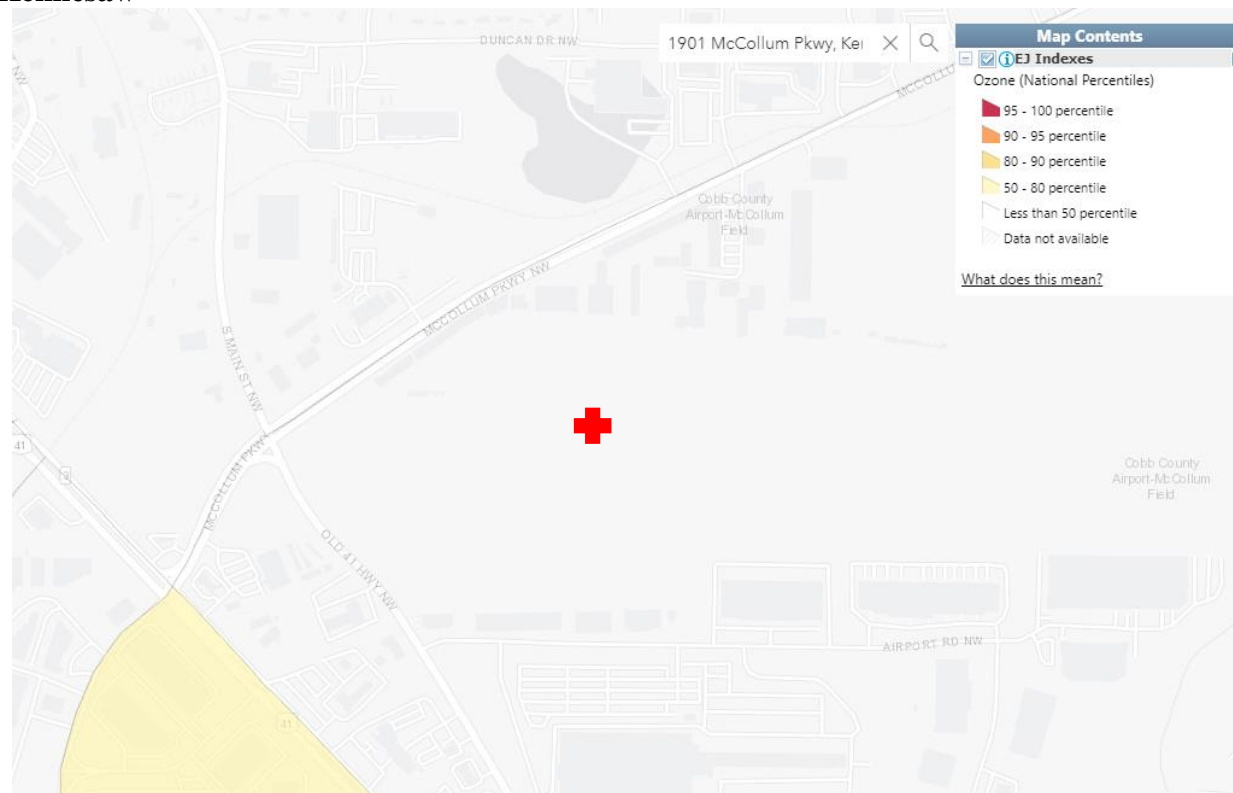 DUNCAN DR NW
1901 McCollum Pkwy, Ke
Map Contents
EJ Indexes
Ozone (National Percentiles)
95 - 100 percentile
90 - 95 percentile
80 - 90 percentile
50 - 80 percentile
Less than 50 percentile
Data not available
What does this mean?
MCCOLLUM
Cobb County
Airport-McCollum
Field
MCCOLLUM PKWY NW
S MAIN ST NW
MCCOLLUM PKWY
41
3
Cobb County
Airport-McCollum
Field
OLD 41 HWY NW
AIRPORT RD NW
41